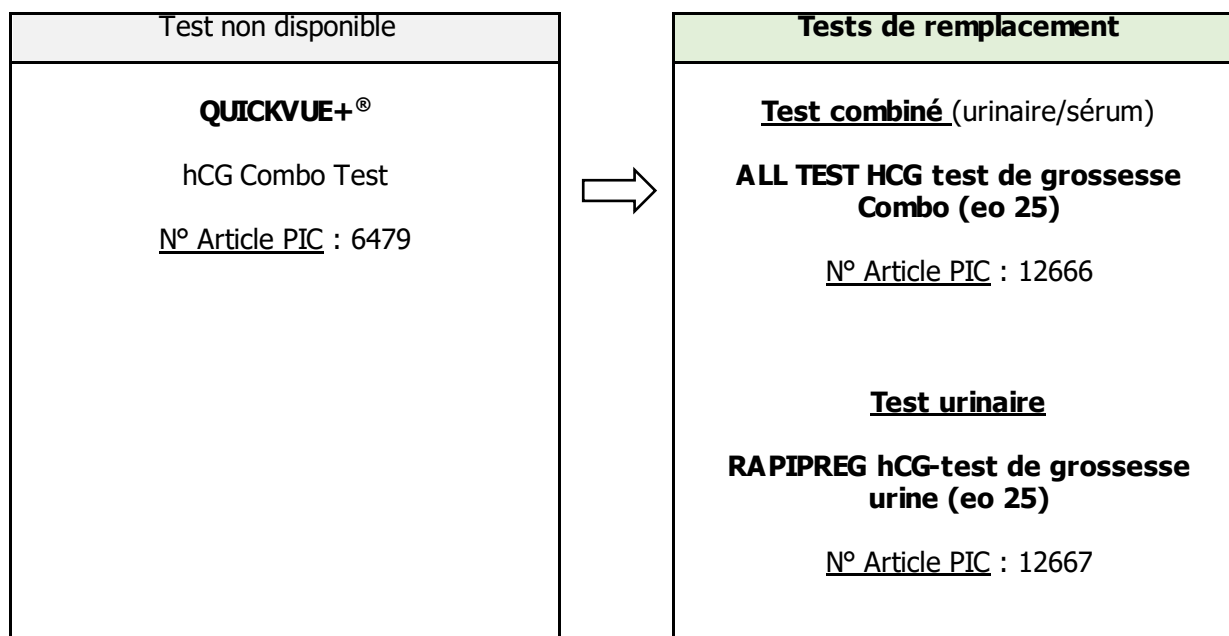 Test non disponible
QUICKVUE+®
hCG Combo Test
N° Article PIC : 6479
Tests de remplacement
Test combiné (urinaire/sérum)
ALL TEST HCG test de grossesse
Combo (eo 25)
N° Article PIC : 12666
Test urinaire
RAPIPREG hCG-test de grossesse
urine (eo 25)
N° Article PIC : 12667